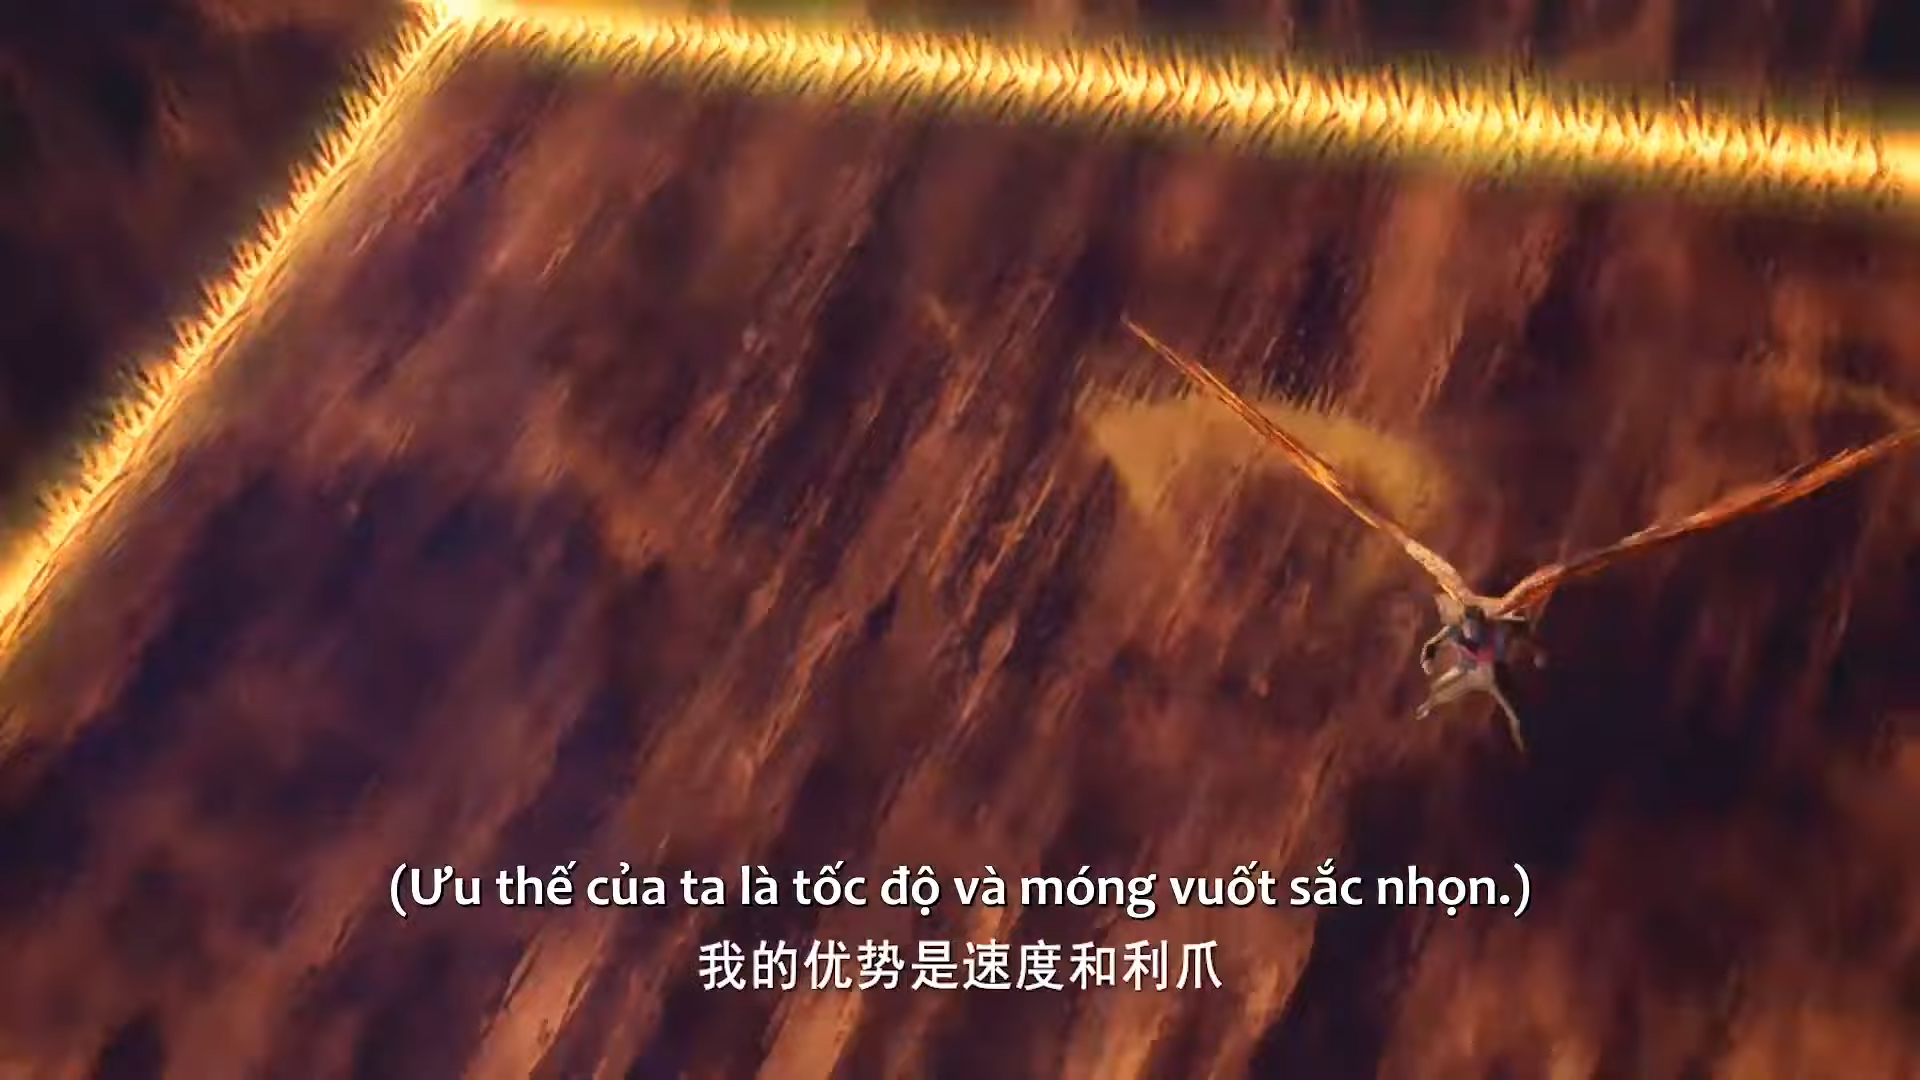 (Ưu thế của ta là tốc độ và móng vuốt sắc nhọn.)
我的优势是速度和利爪